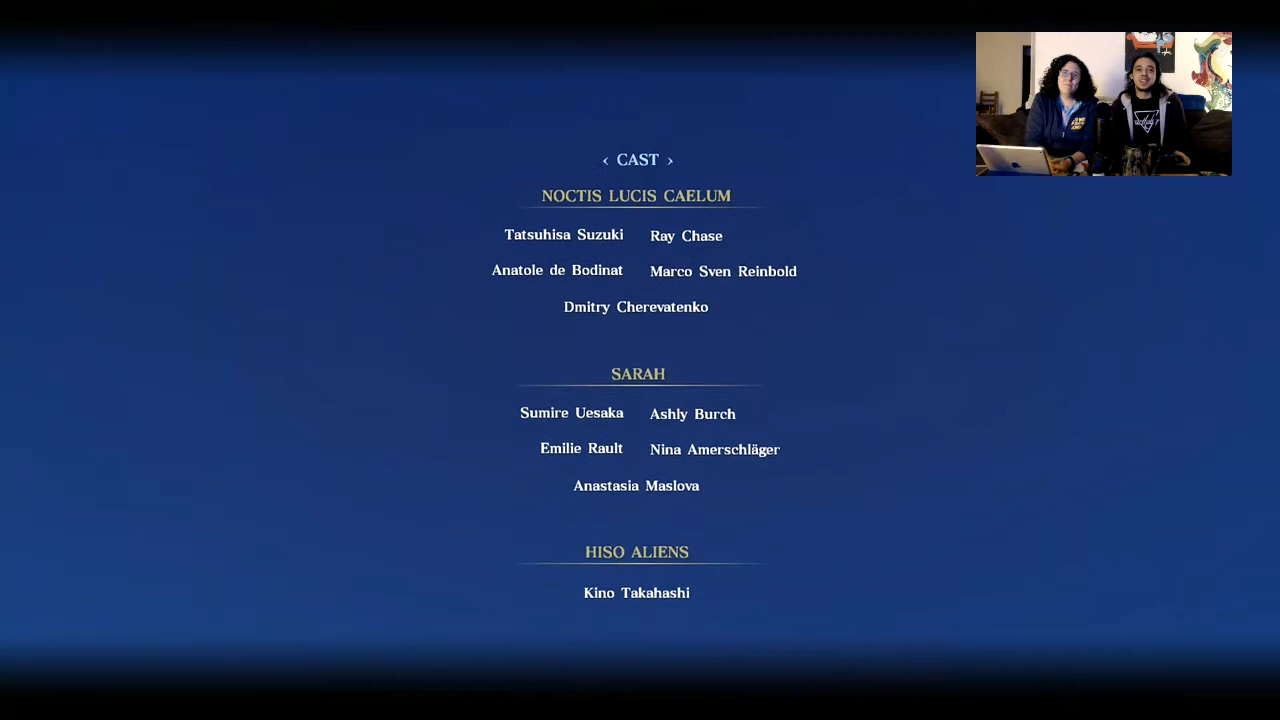 ‹ CAST ›
NOCTIS LUCIS CAELUM
Tatsuhisa Suzuki Ray Chase
Anatole de Bodinat Marco Sven Reinbold
Dmitry Cherevatenko
SARAH
Sumire Uesaka Ashly Burch
Emilie Rault Nina Amerschläger
Anastasia Maslova
HISO ALIENS
Kino Takahashi